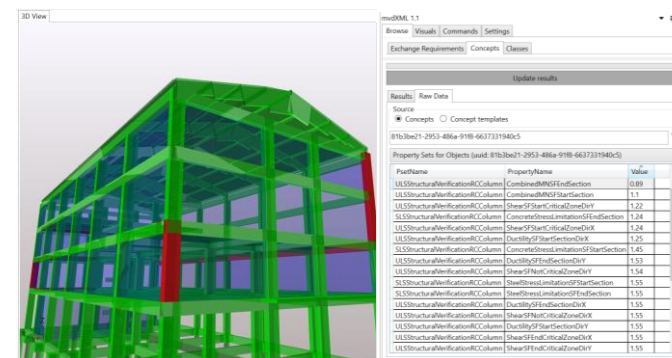 3D View
mvdXML 1.1
Browse Visuals Commands Settings
Exchange Requirements Concepts Classes
Update results
Results Raw Data
Source
Concepts Concept templates
81b3be21-2953-486a-91f8-6637331940c5
Property Sets for Objects (uuid: 81b3be21-2953-486a-91f8-6637331940c5)
PsetName PropertyName Value
ULSStructuralVerificationRCColumn CombinedMNSFEndSection 0.89
ULSStructuralVerificationRCColumn CombinedMNSFStartSection 1.1
ULSStructuralVerificationRCColumn ShearSFStartCriticalZoneDirY 1.22
SLSStructuralVerificationRCColumn ConcreteStressLimitationSFEndSection 1.24
ULSStructuralVerificationRCColumn ShearSFStartCriticalZoneDirX 1.24
ULSStructuralVerificationRCColumn DuctilitySFStartSectionDirX 1.25
SLSStructuralVerificationRCColumn ConcreteStressLimitationSFStartSection 1.45
ULSStructuralVerificationRCColumn DuctilitySFEndSectionDirY 1.53
ULSStructuralVerificationRCColumn ShearSFNotCriticalZoneDirY 1.54
SLSStructuralVerificationRCColumn SteelStressLimitationSFStartSection 1.55
SLSStructuralVerificationRCColumn SteelStressLimitationSFEndSection 1.55
ULSStructuralVerificationRCColumn DuctilitySFEndSectionDirX 1.55
ULSStructuralVerificationRCColumn ShearSFNotCriticalZoneDirX 1.55
ULSStructuralVerificationRCColumn DuctilitySFStartSectionDirY 1.55
ULSStructuralVerificationRCColumn ShearSFEndCriticalZoneDirX 1.55
ULSStructuralVerificationRCColumn ShearSFEndCriticalZoneDirY 1.55